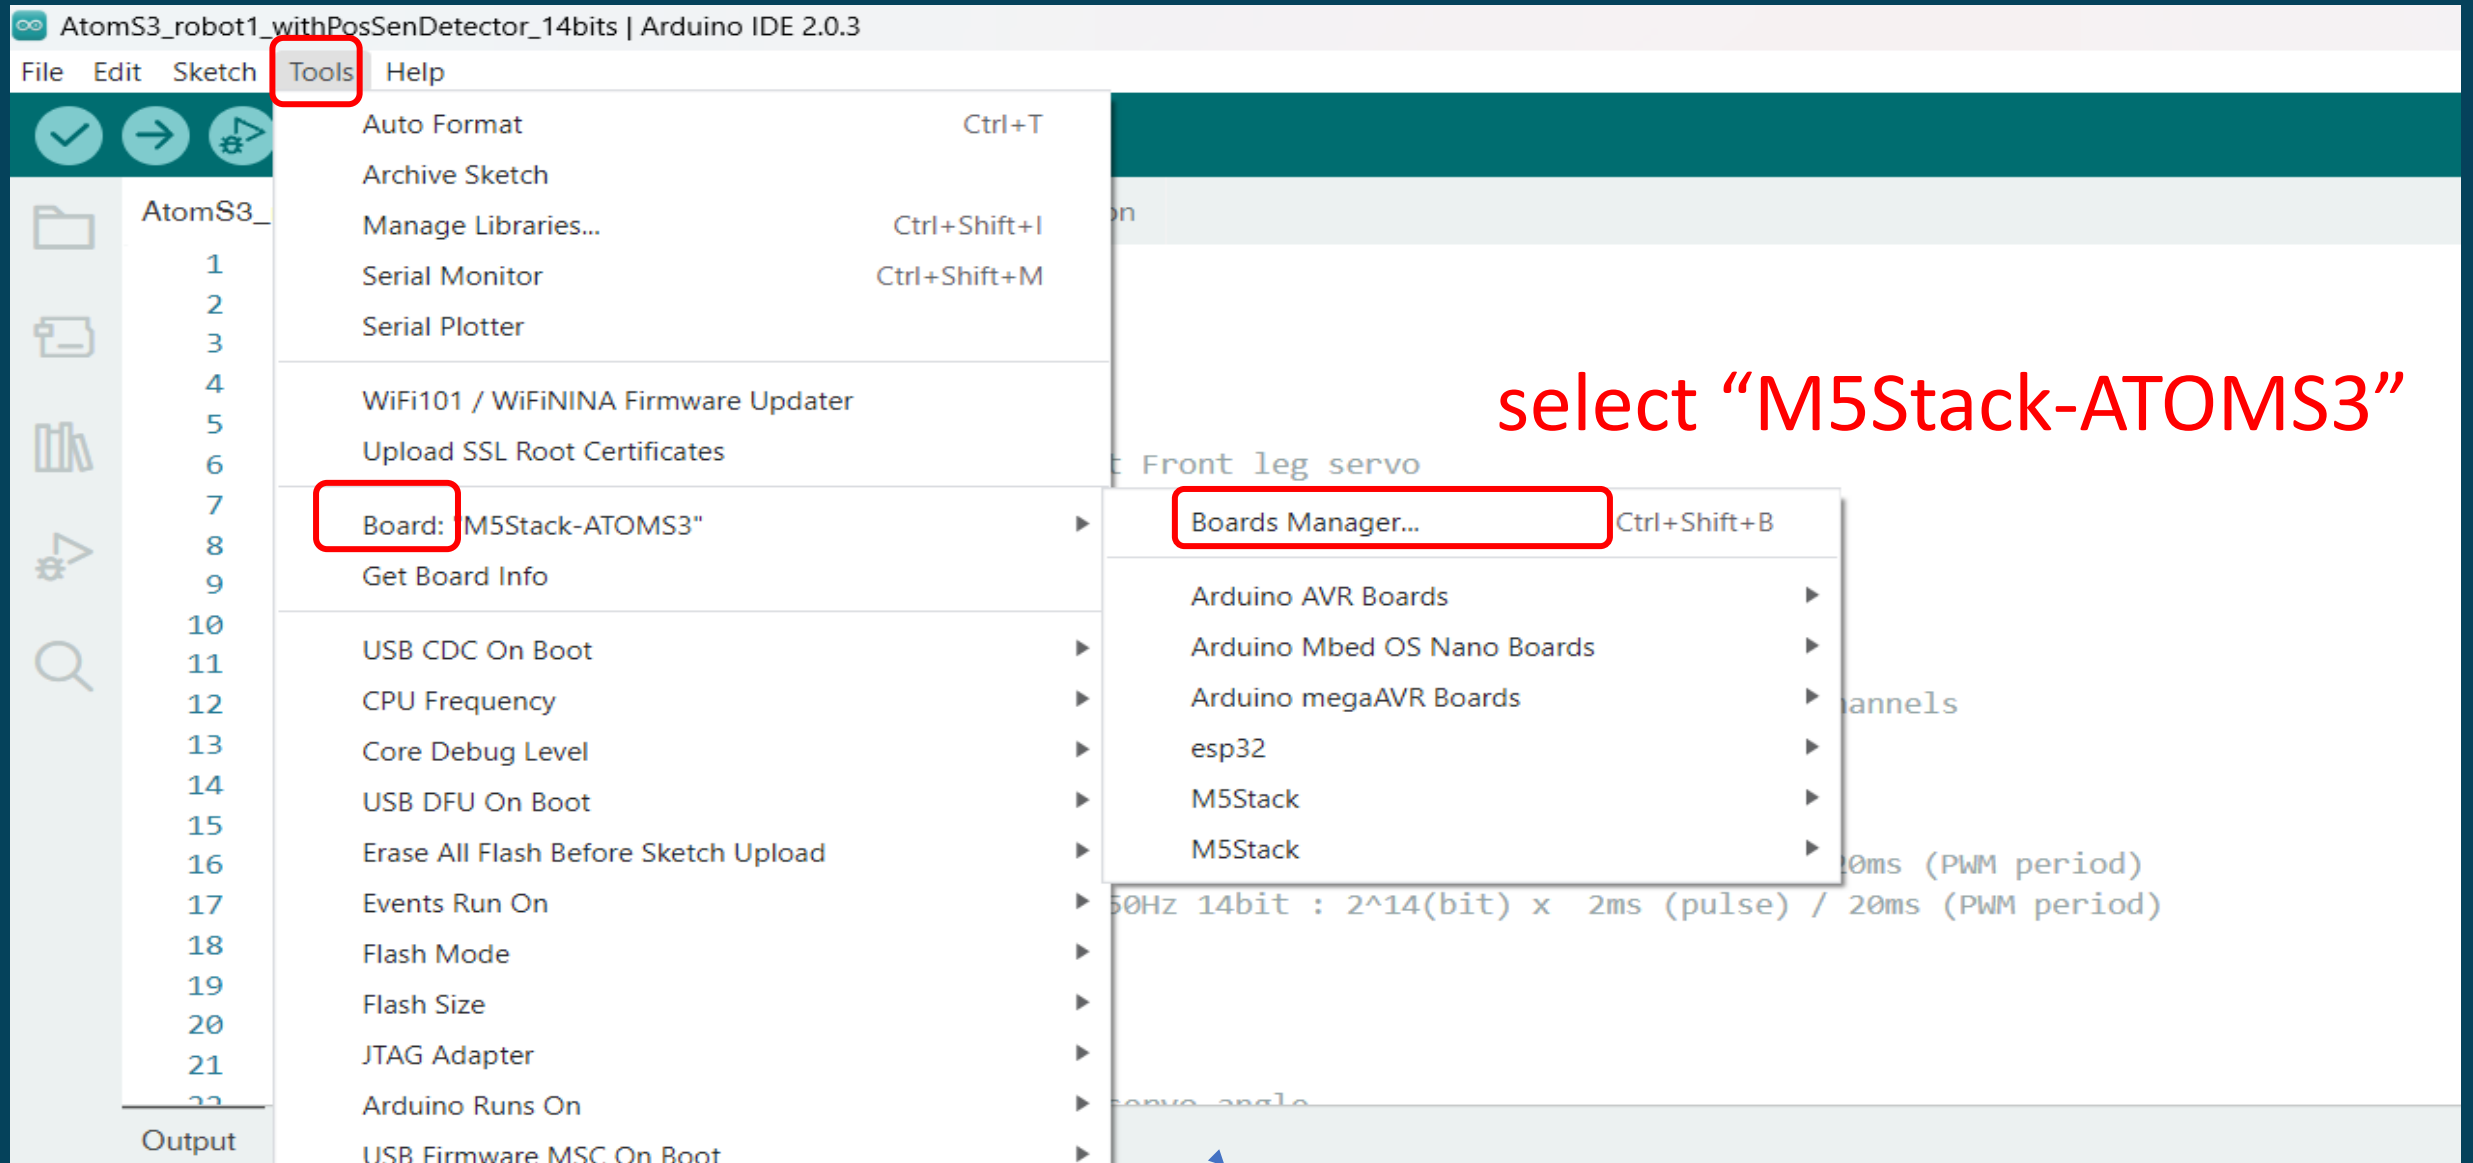 AtomS3_robot1_withPosSenDetector_14bits | Arduino IDE 2.0.3
File Edit Sketch Tools Help
Auto Format Ctrl+T
Archive Sketch
AtomS3_ on
Manage Libraries... Ctrl+Shift+I
1
Serial Monitor Ctrl+Shift+M
2
Serial Plotter
3
4
WiFi101 / WiFiNINA Firmware Updater
select “M5Stack-ATOMS3”
5
Upload SSL Root Certificates
6 t Front leg servo
7
Board: "M5Stack-ATOMS3" Boards Manager... Ctrl+Shift+B
8
Get Board Info
9
Arduino AVR Boards
10
USB CDC On Boot Arduino Mbed OS Nano Boards
11
12 CPU Frequency Arduino megaAVR Boards annels
13
Core Debug Level esp32
14
USB DFU On Boot M5Stack
15
Erase All Flash Before Sketch Upload M5Stack
16 0ms (PWM period)
17 Events Run On 50Hz 14bit : 2^14(bit) x 2ms (pulse) / 20ms (PWM period)
18
Flash Mode
19
Flash Size
20
21
JTAG Adapter
22
Arduino Runs On servo angle
Output
USB Firmware MSC On Boot